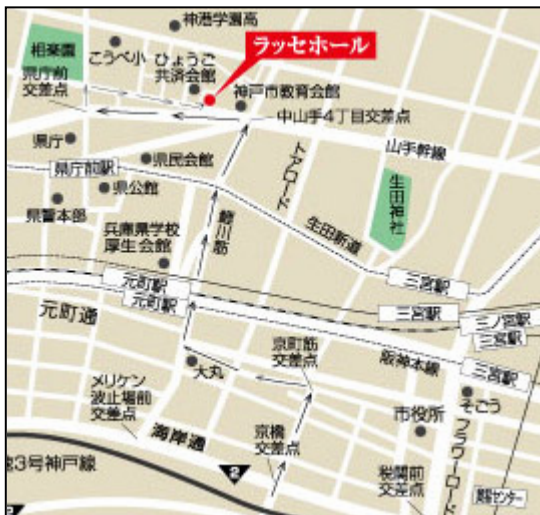 神港学園高
相楽園
こうべ小
ひょうご
共済会館
ラッセホール
県庁前
交差点
神戸市教育会館
中山手4丁目交差点
山手幹線
県庁
県民会館
県庁前駅
県公館
トアロード
生田神社
県警本部
鯉川筋
生田新道
兵庫県学校
厚生会館
元町駅
元町駅
三宮駅
三宮駅
三ノ宮駅
三宮駅
三宮駅
元町通
京町筋
交差点
阪神本線
大丸
メリケン
波止場前
交差点
そごう
市役所
フラワーロード
海岸通
京橋
交差点
2
号神戸線
税関前
交差点
2